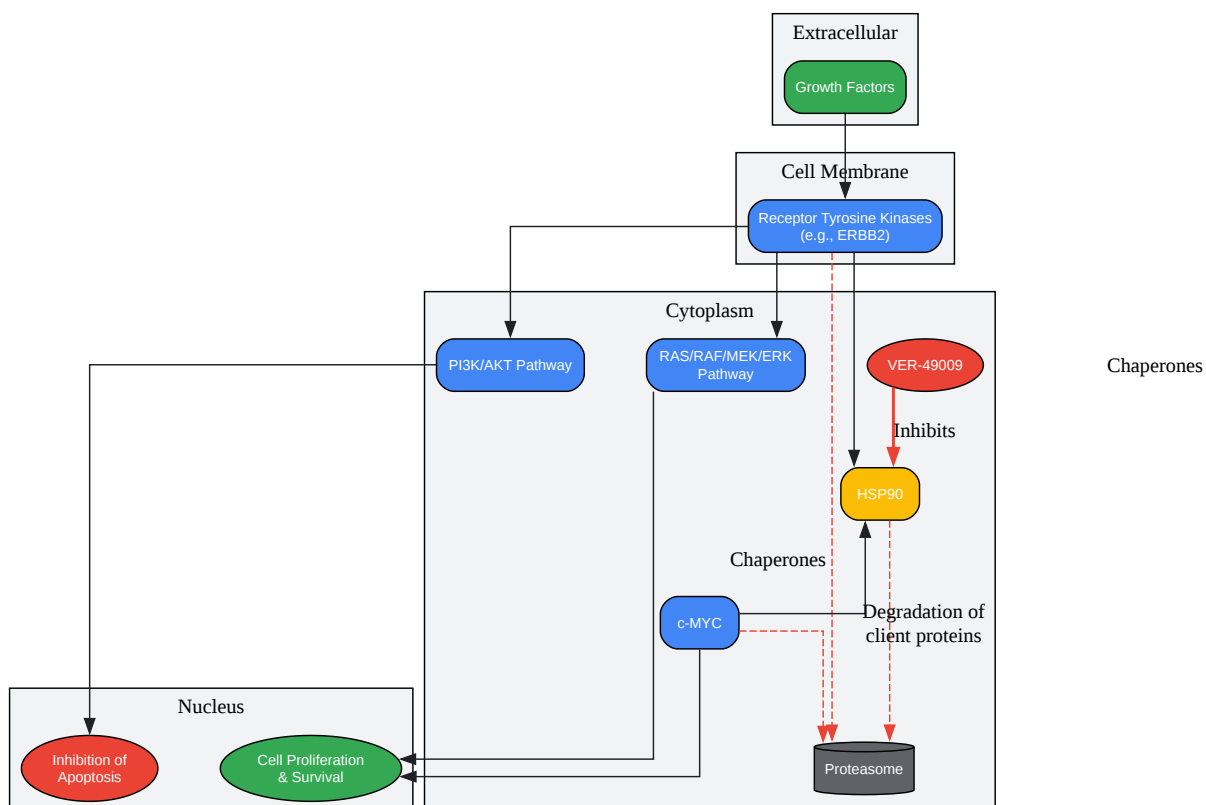 Extracellular
Growth Factors
Cell Membrane
Receptor Tyrosine Kinases
(e.g., ERBB2)
Cytoplasm
PI3K/AKT Pathway
RAS/RAF/MEK/ERK
Pathway
VER-49009
Chaperones
Inhibits
HSP90
Chaperones
c-MYC
Degradation of
client proteins
Nucleus
Inhibition of
Apoptosis
Cell Proliferation
& Survival
Proteasome